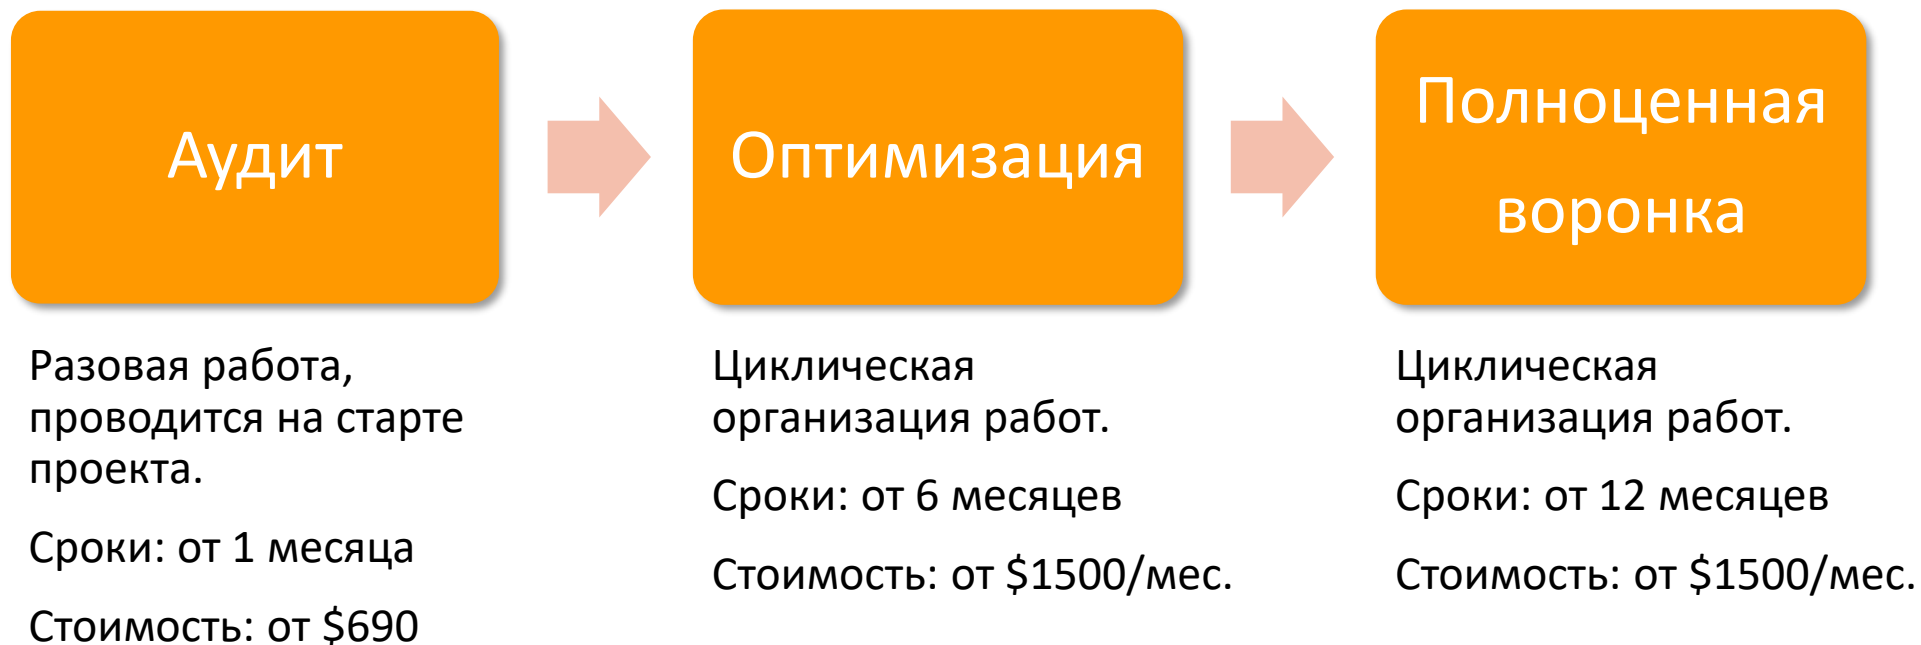 Аудит
Разовая работа,
проводится на старте
проекта.
Сроки: от 1 месяца
Стоимость: от $690
Оптимизация
Циклическая
организация работ.
Сроки: от 6 месяцев
Стоимость: от $1500/мес.
Полноценная
воронка
Циклическая
организация работ.
Сроки: от 12 месяцев
Стоимость: от $1500/мес.